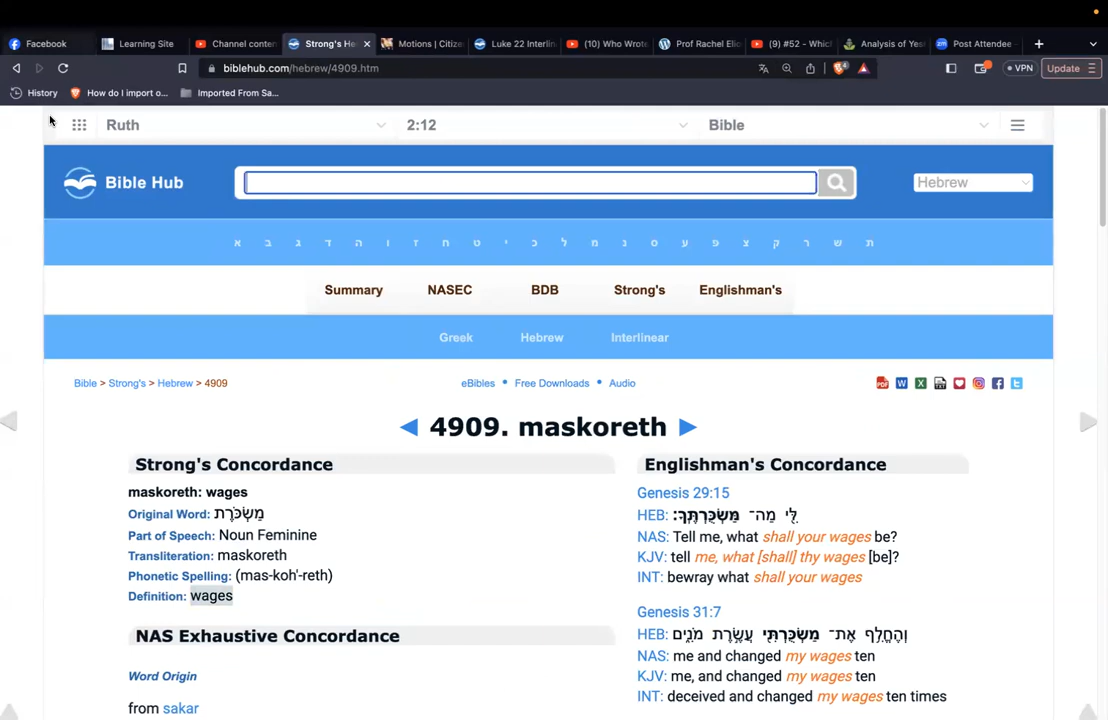 Facebook
Learning Site
Channel conten
Strong's He
Motions | Citize
Luke 22 Interlin
(10) Who Wrote
Prof Rachel Elio
(9) #52 - Which
Analysis of Yes
Post Attendee -
biblehub.com/hebrew/4909.htm
4
VPN
Update
History
How do I import o...
Imported From Sa...
Ruth
2:12
Bible
Bible Hub
Hebrew
א ב ג ד ה ו ז ח ט י כ ל מ נ ס ע פ צ ק ר ש ת
Summary
NASEC
BDB
Strong's
Englishman's
Greek
Hebrew
Interlinear
Bible > Strong's > Hebrew > 4909
eBibles • Free Downloads • Audio
◄ 4909. maskoreth ►
Strong's Concordance
maskoreth: wages
Original Word: מַשְׂכֹּרֶת
Part of Speech: Noun Feminine
Transliteration: maskoreth
Phonetic Spelling: (mas-koh'-reth)
Definition: wages
NAS Exhaustive Concordance
Word Origin
from sakar
Englishman's Concordance
Genesis 29:15
HEB: לִּ֖י מַה־ מַּשְׂכֻּרְתֶּֽךָ׃
NAS: Tell me, what shall your wages be?
KJV: tell me, what [shall] thy wages [be]?
INT: bewray what shall your wages
Genesis 31:7
HEB: וְהֶחֱלִ֥ף אֶת־ מַשְׂכֻּרְתִּ֖י עֲשֶׂ֣רֶת מֹנִ֑ים
NAS: me and changed my wages ten
KJV: me, and changed my wages ten
INT: deceived and changed my wages ten times